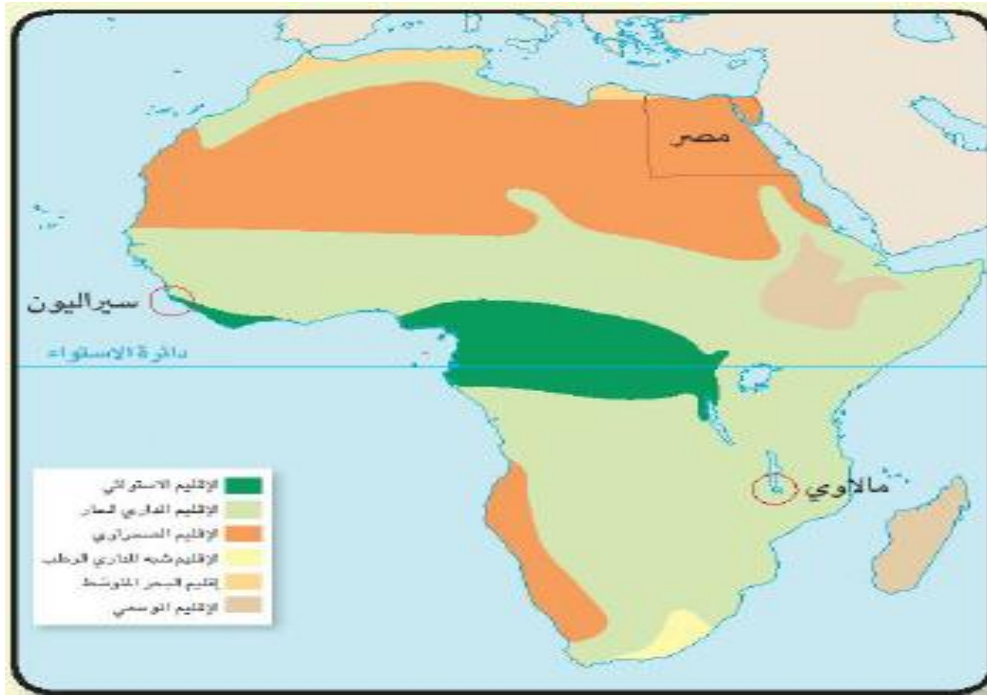 مصر
سيراليون
دائرة الاستواء
مالاوي
الإقليم الاستوائي
الإقليم المداري الحار
الإقليم الصحراوي
الإقليم شبه المداري الرطب
إقليم البحر المتوسط
الإقليم الموسمي